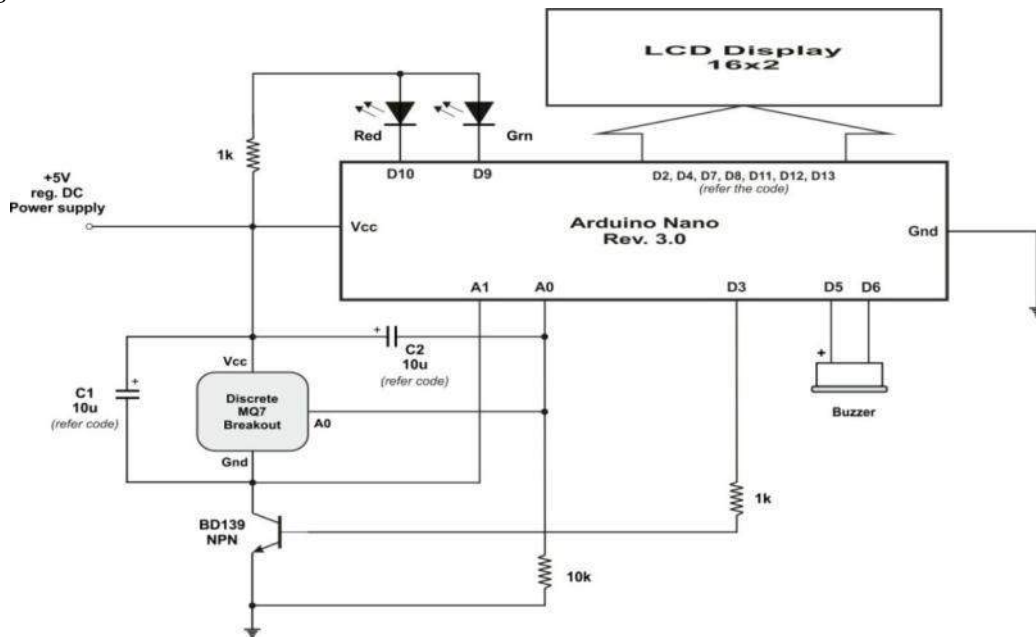 LCD Display
16x2
Red
Grn
1k
D10
D9
D2, D4, D7, D8, D11, D12, D13
(refer the code)
+5V
reg. DC
Power supply
Vcc
Arduino Nano
Rev. 3.0
Gnd
A1
A0
D3
D5
D6
+
C2
10u
(refer code)
Vcc
+
C1
10u
(refer code)
Discrete
MQ7
Breakout
A0
Gnd
+
Buzzer
1k
BD139
NPN
10k